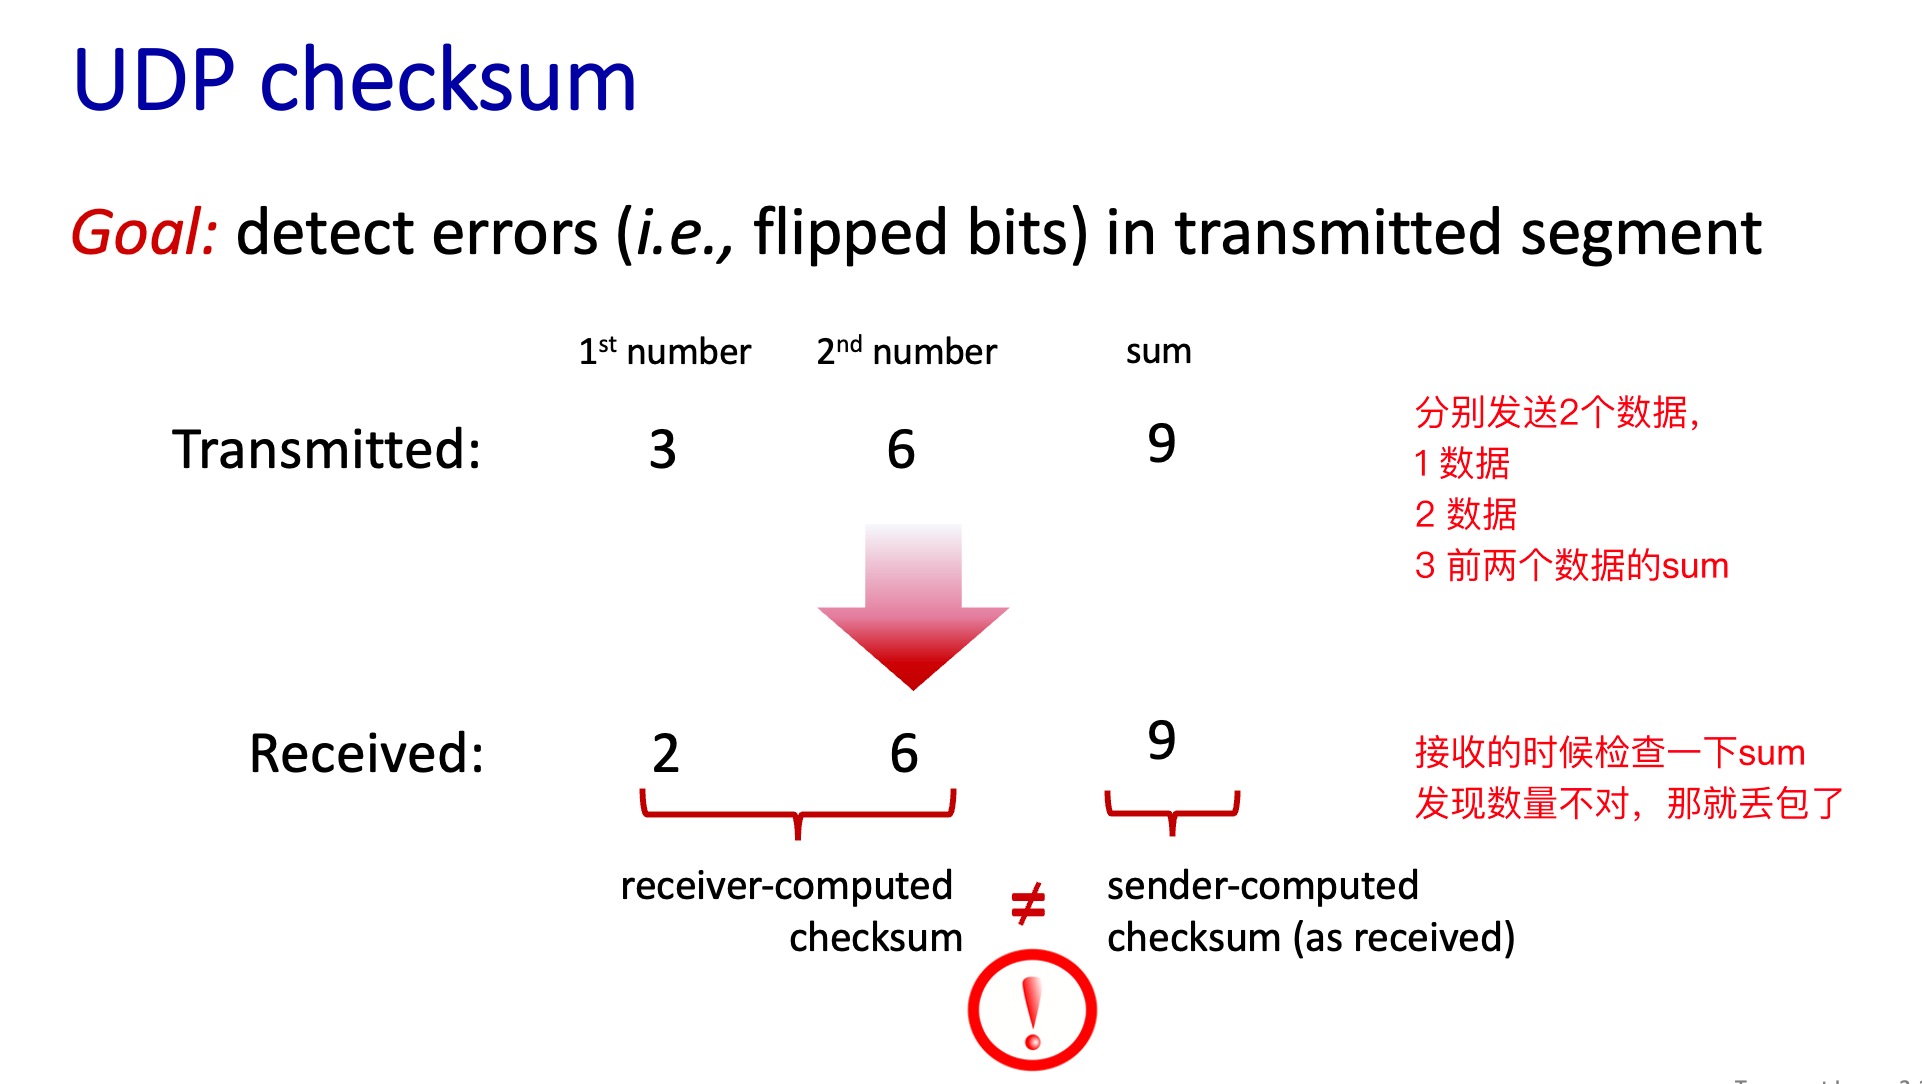 UDP checksum
Goal: detect errors (i.e., flipped bits) in transmitted segment
1st number 2nd number sum
Transmitted: 3 6 9
分别发送2个数据，
1 数据
2 数据
3 前两个数据的sum
Received: 2 6 9
接收的时候检查一下sum
发现数量不对，那就丢包了
receiver-computed
checksum
≠
sender-computed
checksum (as received)
!